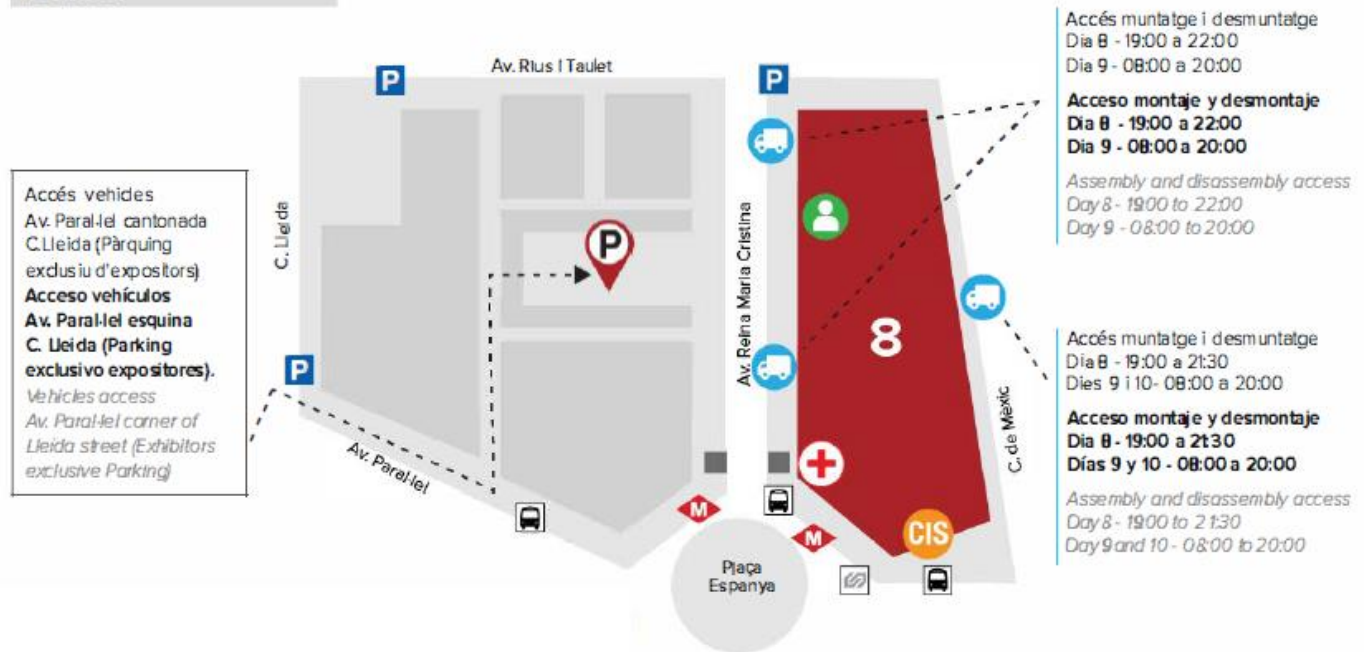 Accés muntatge i desmuntatge
Dia 8 - 19:00 a 22:00
Dia 9 - 08:00 a 20:00
Acceso montaje y desmontaje
Dia 8 - 19:00 a 22:00
Dia 9 - 08:00 a 20:00
Assembly and disassembly access
Day 8 - 19:00 to 22:00
Day 9 - 08:00 to 20:00
P
Av. Rius i Taulet
P
Accés vehicles
Av. Paral·lel cantonada
C.Lleida (Pàrquing
exclusiu d'expositors)
Acceso vehículos
Av. Paral·lel esquina
C. Lleida (Parking
exclusivo expositores).
Vehicles access
Av. Paral·lel corner of
Lleida street (Exhibitors
exclusive Parking)
C. Lleida
P
P
Av. Paral·lel
Av. Reina Maria Cristina
8
C. de Mèxic
M
M
CIS
Plaça
Espanya
Accés muntatge i desmuntatge
Dia 8 - 19:00 a 21:30
Dies 9 i 10 - 08:00 a 20:00
Acceso montaje y desmontaje
Dia 8 - 19:00 a 21:30
Días 9 y 10 - 08:00 a 20:00
Assembly and disassembly access
Day 8 - 19:00 to 21:30
Day 9 and 10 - 08:00 to 20:00